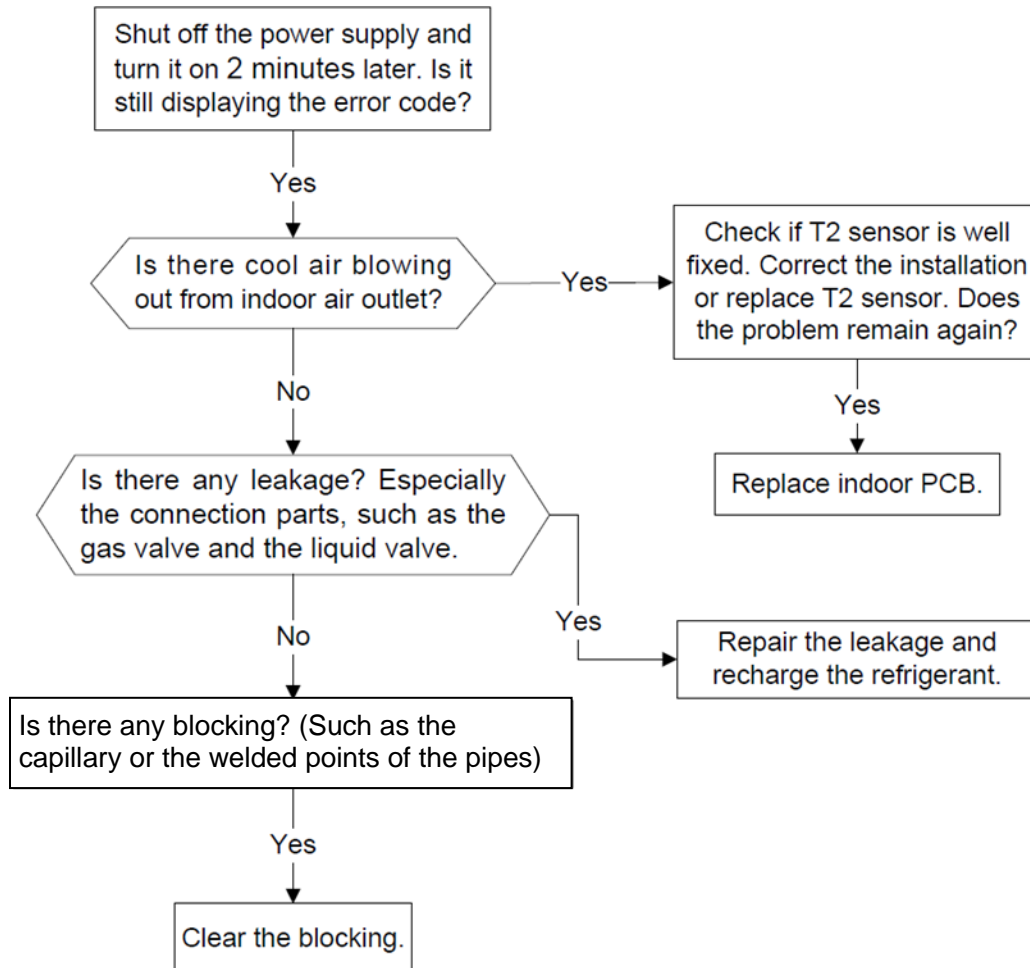 Shut off the power supply and
turn it on 2 minutes later. Is it
still displaying the error code?
Yes
Is there cool air blowing
out from indoor air outlet?
Yes
Check if T2 sensor is well
fixed. Correct the installation
or replace T2 sensor. Does
the problem remain again?
No
Yes
Replace indoor PCB.
Is there any leakage? Especially
the connection parts, such as the
gas valve and the liquid valve.
Yes
No
Repair the leakage and
recharge the refrigerant.
Is there any blocking? (Such as the
capillary or the welded points of the pipes)
Yes
Clear the blocking.